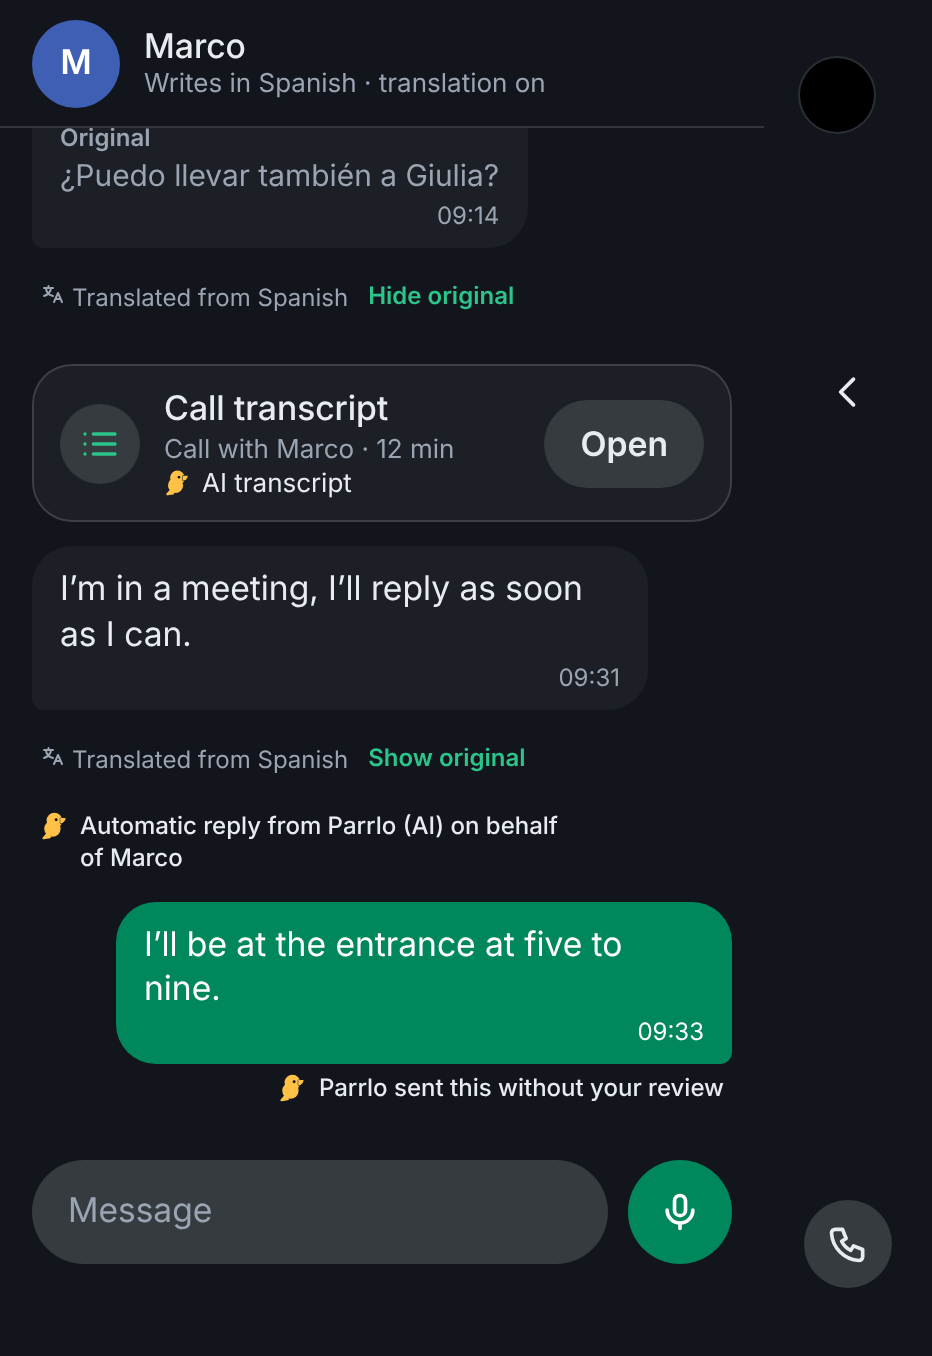 M
Marco
Writes in Spanish · translation on
Original
¿Puedo llevar también a Giulia?
09:14
Translated from Spanish Hide original
Call transcript
Call with Marco · 12 min
AI transcript
Open
I’m in a meeting, I’ll reply as soon
as I can.
09:31
Translated from Spanish Show original
Automatic reply from Parrlo (AI) on behalf
of Marco
I’ll be at the entrance at five to
nine.
09:33
Parrlo sent this without your review
Message